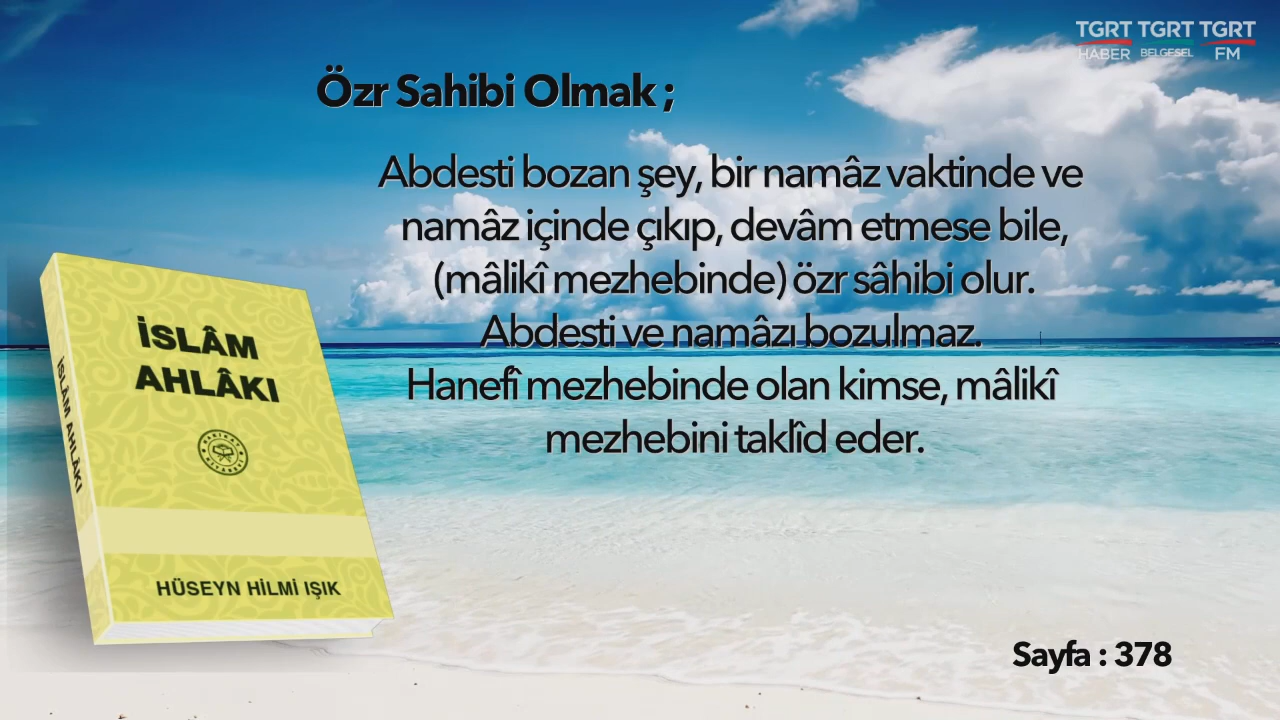 TGRT TGRT TGRT
HABER BELGESEL FM
Özr Sahibi Olmak ;
Abdesti bozan şey, bir namâz vaktinde ve
namâz içinde çıkıp, devâm etmese bile,
(mâlikî mezhebinde) özr sâhibi olur.
Abdesti ve namâzı bozulmaz.
Hanefî mezhebinde olan kimse, mâlikî
mezhebini taklîd eder.
İSLÂM
AHLÂKI
İSLÂM AHLÂKI
HAKİKAT
HÜSEYN HİLMİ IŞIK
Sayfa : 378